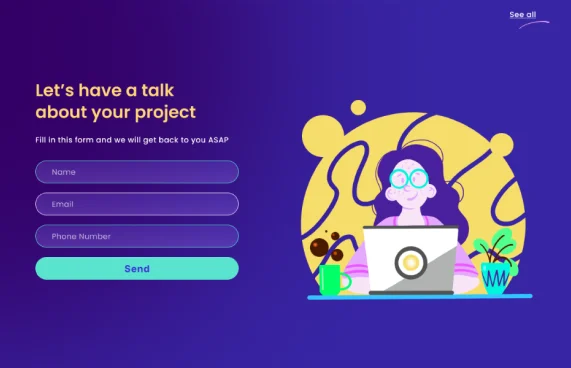 See all
Let's have a talk
about your project
Fill in this form and we will get back to you ASAP
Name
Email
Phone Number
Send